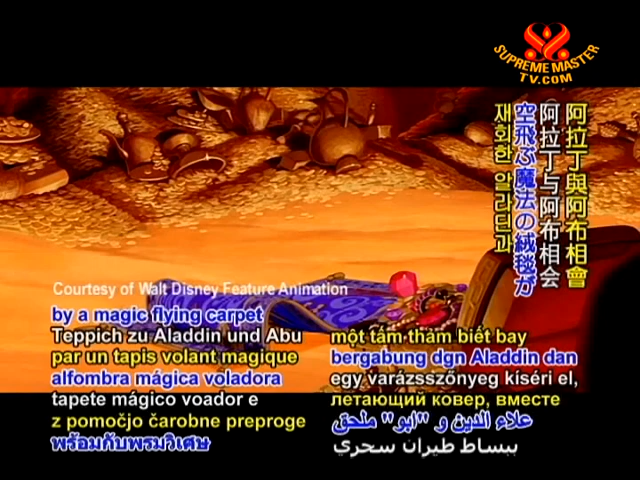 SUPREME MASTER
TV.COM
阿拉丁與阿布相會
阿拉丁与阿布相会
空飛ぶ魔法の絨毯が
재회한 알라딘과
Courtesy of Walt Disney Feature Animation
by a magic flying carpet
Teppich zu Aladdin und Abu
par un tapis volant magique
alfombra mágica voladora
tapete mágico voador e
z pomočjo čarobne preproge
พร้อมกับพรมวิเศษ
một tấm thảm biết bay
bergabung dgn Aladdin dan
egy varázsszőnyeg kíséri el,
летающий ковер, вместе
علاء الدين و "ابو" ملحق
ببساط طيران سحري